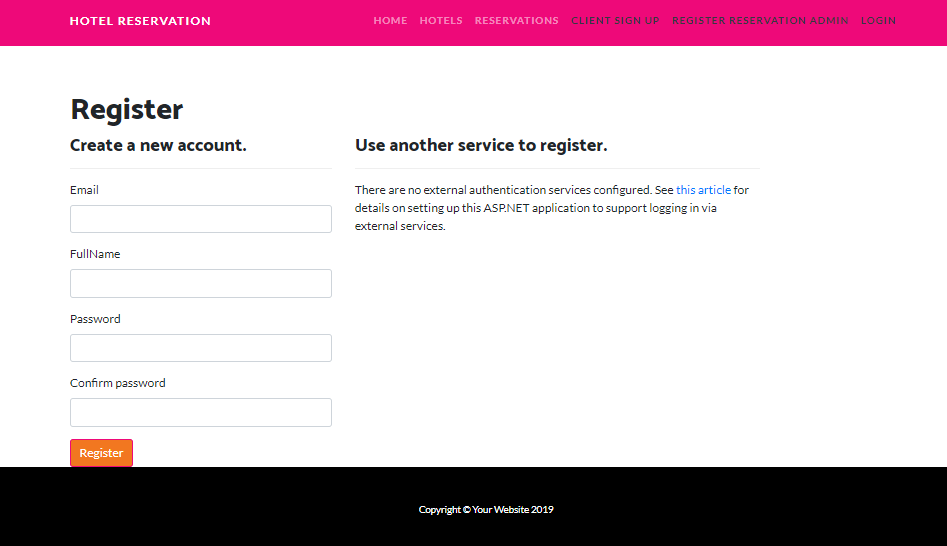 HOTEL RESERVATION
HOME HOTELS RESERVATIONS CLIENT SIGN UP REGISTER RESERVATION ADMIN LOGIN
Register
Create a new account.
Email
FullName
Password
Confirm password
Register
Use another service to register.
There are no external authentication services configured. See this article for
details on setting up this ASP.NET application to support logging in via
external services.
Copyright © Your Website 2019